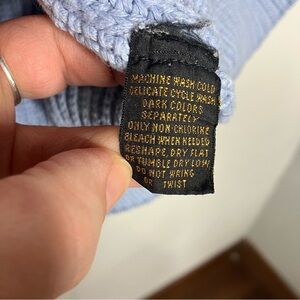 MACHINE WASH COLD
DELICATE CYCLE WASH
DARK COLORS
SEPARATELY
ONLY NON-CHLORINE
BLEACH WHEN NEEDED
RESHAPE, DRY FLAT
OR TUMBLE DRY LOW
DO NOT WRING
OR TWIST